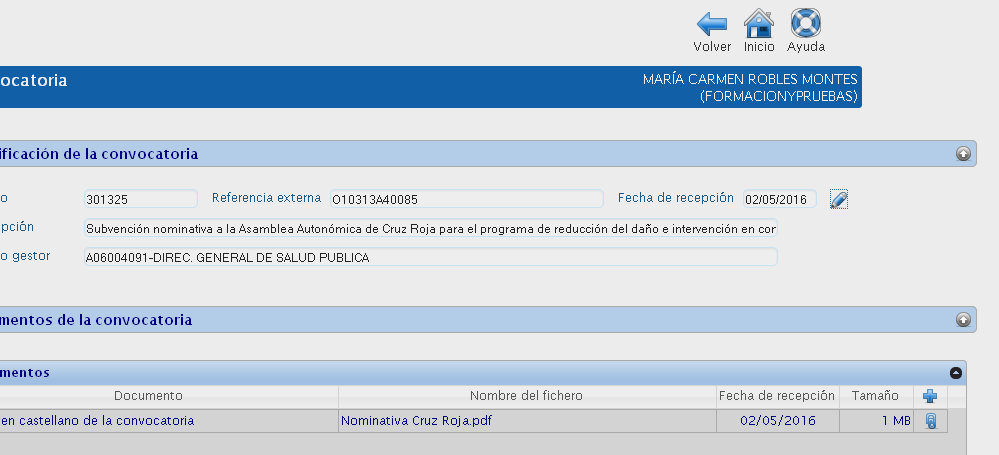 Volver Inicio Ayuda
ocatoria
MARÍA CARMEN ROBLES MONTES
(FORMACIONYPRUEBAS)
ificación de la convocatoria
o 301325 Referencia externa O10313A40085 Fecha de recepción 02/05/2016
pción Subvención nominativa a la Asamblea Autonómica de Cruz Roja para el programa de reducción del daño e intervención en cor
o gestor A06004091-DIREC. GENERAL DE SALUD PUBLICA
mentos de la convocatoria
mentos
Documento Nombre del fichero Fecha de recepción Tamaño
en castellano de la convocatoria Nominativa Cruz Roja.pdf 02/05/2016 1 MB